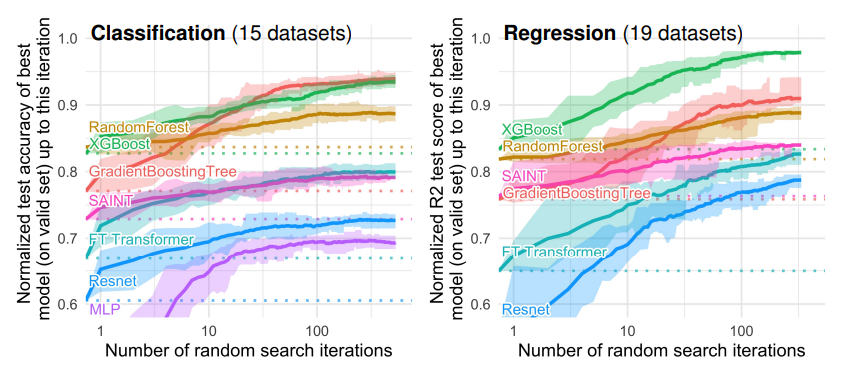 Classification (15 datasets)
Normalized test accuracy of best
model (on valid set) up to this iteration
1.0
0.9
0.8
0.7
0.6
RandomForest
XGBoost
GradientBoostingTree
SAINT
FT Transformer
Resnet
MLP
1
10
100
Number of random search iterations
Regression (19 datasets)
Normalized R2 test score of best
model (on valid set) up to this iteration
1.0
0.9
0.8
0.7
0.6
XGBoost
RandomForest
SAINT
GradientBoostingTree
FT Transformer
Resnet
1
10
100
Number of random search iterations